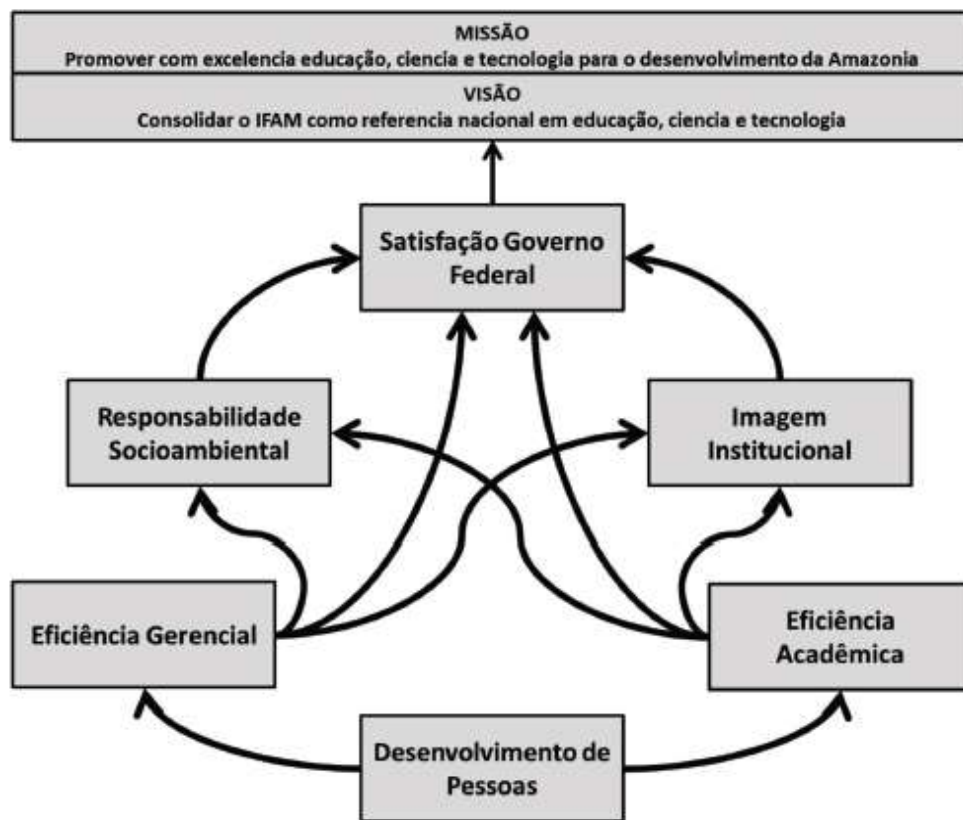 MISSÃO
Promover com excelencia educação, ciencia e tecnologia para o desenvolvimento da Amazonia
VISÃO
Consolidar o IFAM como referencia nacional em educação, ciencia e tecnologia
Satisfação Governo
Federal
Responsabilidade
Socioambiental
Imagem
Institucional
Eficiência Gerencial
Eficiência
Acadêmica
Desenvolvimento de
Pessoas